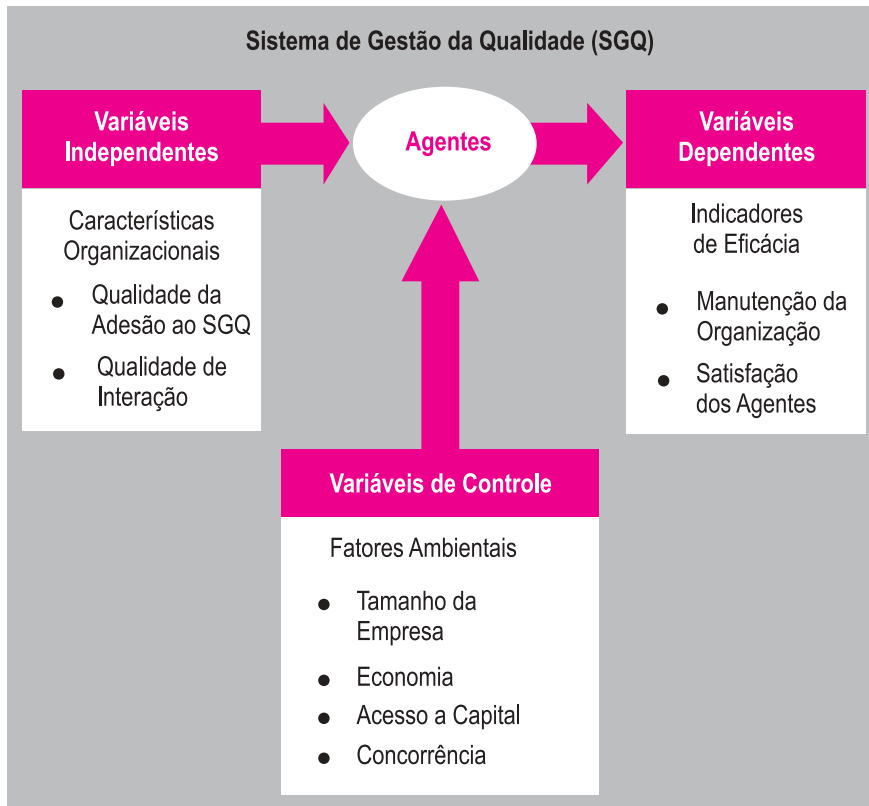 Sistema de Gestão da Qualidade (SGQ)
Variáveis
Independentes
Características
Organizacionais
● Qualidade da
Adesão ao SGQ
● Qualidade de
Interação
Agentes
Variáveis
Dependentes
Indicadores
de Eficácia
● Manutenção da
Organização
● Satisfação
dos Agentes
Variáveis de Controle
Fatores Ambientais
● Tamanho da
Empresa
● Economia
● Acesso a Capital
● Concorrência